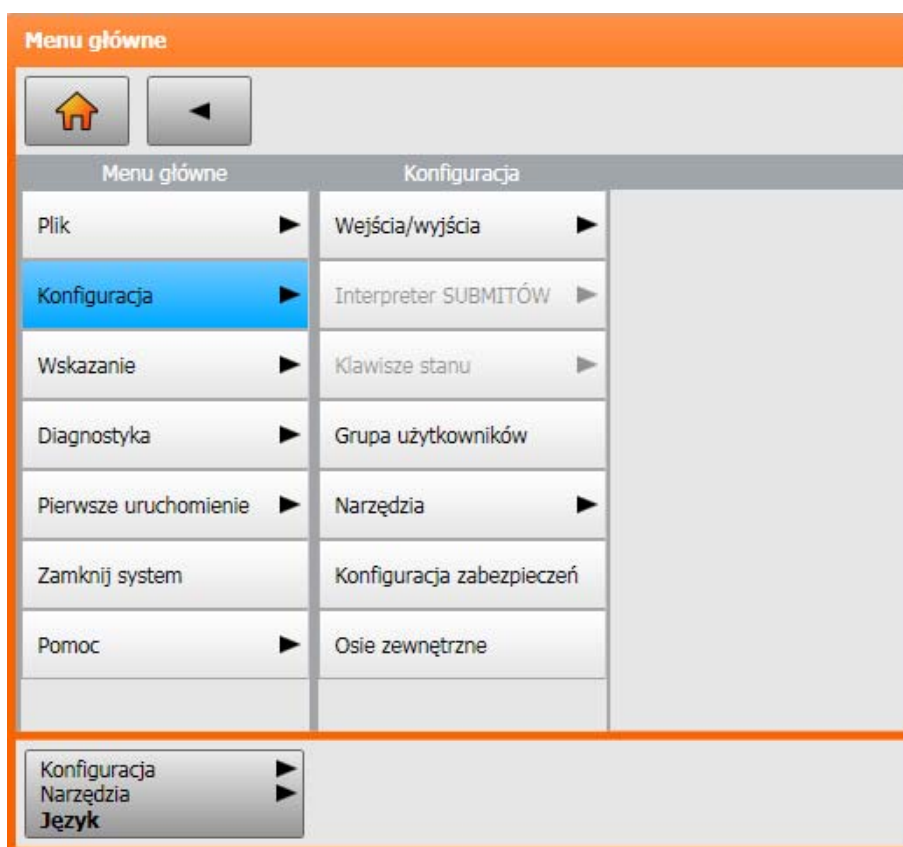 Menu główne
Menu główne
Konfiguracja
Plik
Wejścia/wyjścia
Konfiguracja
Interpreter SUBMITÓW
Wskazanie
Klawisze stanu
Diagnostyka
Grupa użytkowników
Pierwsze uruchomienie
Narzędzia
Zamknij system
Konfiguracja zabezpieczeń
Pomoc
Osie zewnętrzne
Konfiguracja
Narzędzia
Język